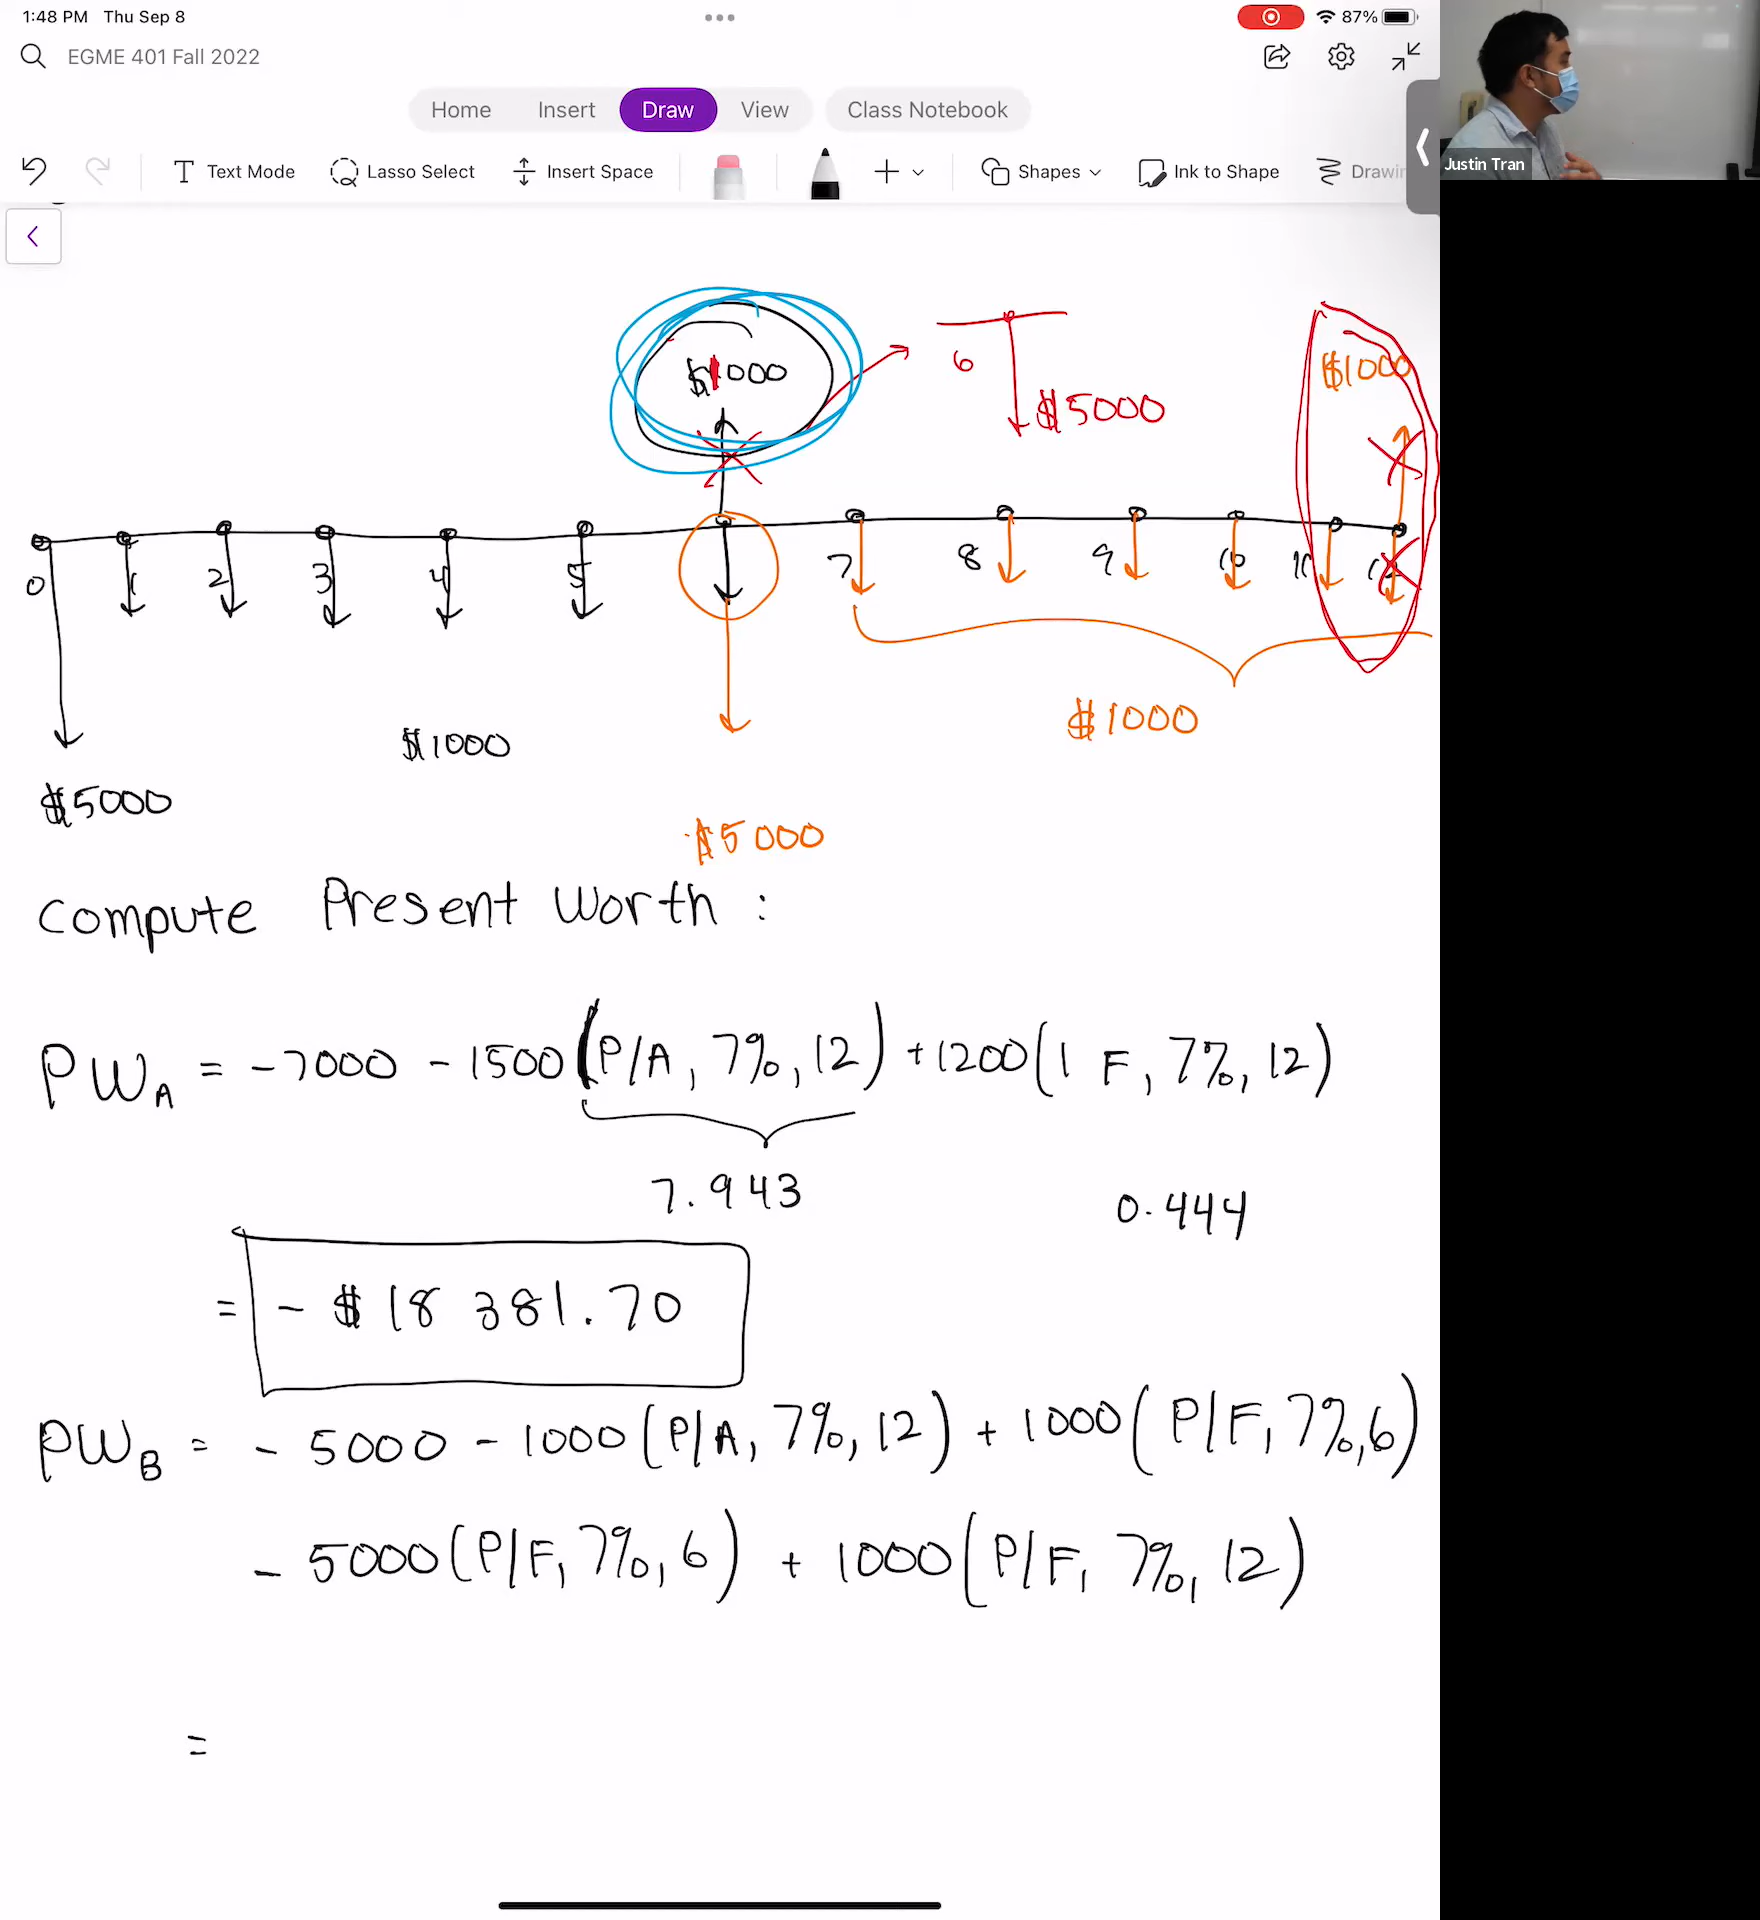 1:48 PM Thu Sep 8
87%
EGME 401 Fall 2022
Home Insert Draw View Class Notebook
Text Mode Lasso Select Insert Space Shapes Ink to Shape Drawi
Justin Tran
$1000
6
$5000
$1000
0 1 2 3 4 5 7 8 9 10 11
$1000
$1000
$5000
$5000
Compute Present Worth :
PW_A = -7000 - 1500 (P/A, 7%, 12) + 1200 (1 F, 7%, 12)
7.943
0.444
= - $ 18 381.70
PW_B = - 5000 - 1000 (P/A, 7%, 12) + 1000 ( P/F, 7%, 6)
- 5000 (P/F, 7%, 6) + 1000 (P/F, 7%, 12)
=